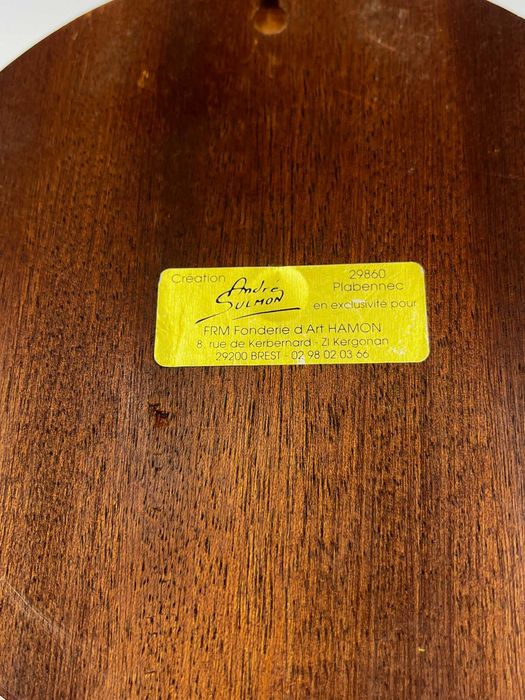 Création André SULMON 29860 Plabennec
en exclusivité pour
FRM Fonderie d'Art HAMON
8, rue de Kerbernard - ZI Kergonan
29200 BREST - 02 98 02 03 66